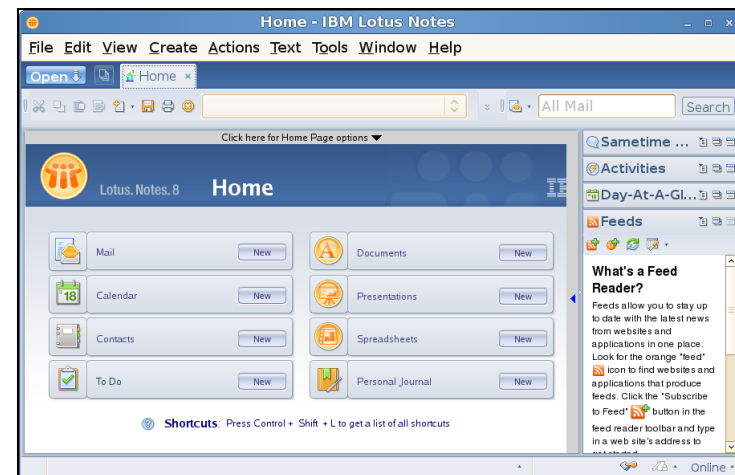 Home - IBM Lotus Notes
File Edit View Create Actions Text Tools Window Help
Open Home ×
All Mail Search
Click here for Home Page options
Lotus. Notes. 8 Home IB
Mail New
Documents New
18 Calendar New
Presentations New
Contacts New
Spreadsheets New
To Do New
Personal Journal New
Shortcuts: Press Control + Shift + L to get a list of all shortcuts
Sametime ...
Activities
Day-At-A-Gl...
Feeds
What's a Feed
Reader?
Feeds allow you to stay up
to date with the latest news
from websites and
applications in one place.
Look for the orange "feed"
icon to find websites and
applications that produce
feeds. Click the "Subscribe
to Feed" button in the
feed reader toolbar and type
in a web site's address to
Online